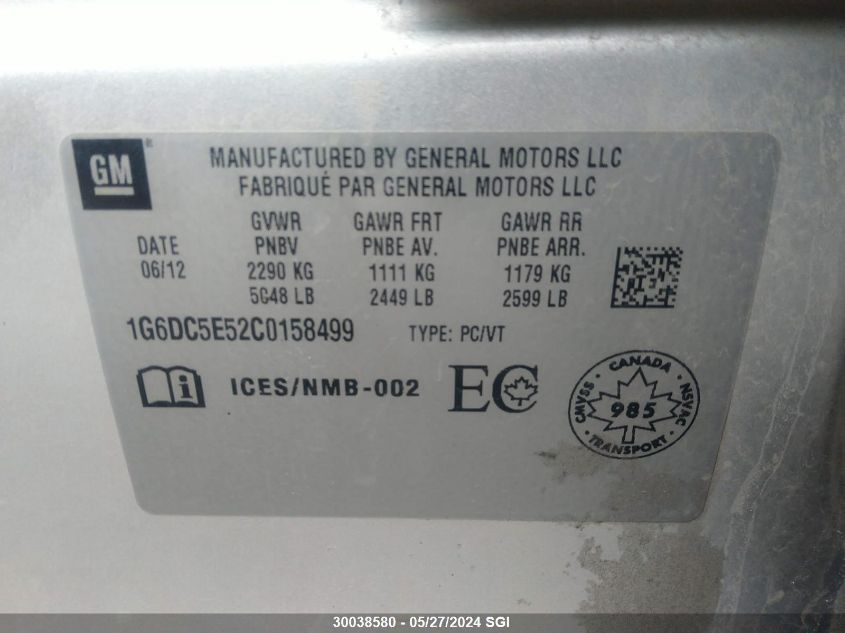 GM
MANUFACTURED BY GENERAL MOTORS LLC
FABRIQUÉ PAR GENERAL MOTORS LLC
GVWR GAWR FRT GAWR RR
DATE PNBV PNBE AV. PNBE ARR.
06/12 2290 KG 1111 KG 1179 KG
5048 LB 2449 LB 2599 LB
1G6DC5E52C0158499 TYPE: PC/VT
ICES/NMB-002 EC
CANADA
CMVSS 985 NSVAC
TRANSPORT
30038580 - 05/27/2024 SGI